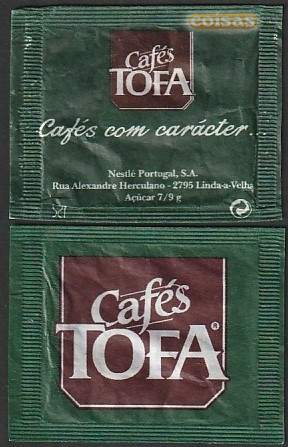 coisas
Cafés
TOFA
Cafés com carácter...
Nestlé Portugal, S.A.
Rua Alexandre Herculano - 2795 Linda-a-Velha
Açúcar 7/9 g
Cafés
TOFA®